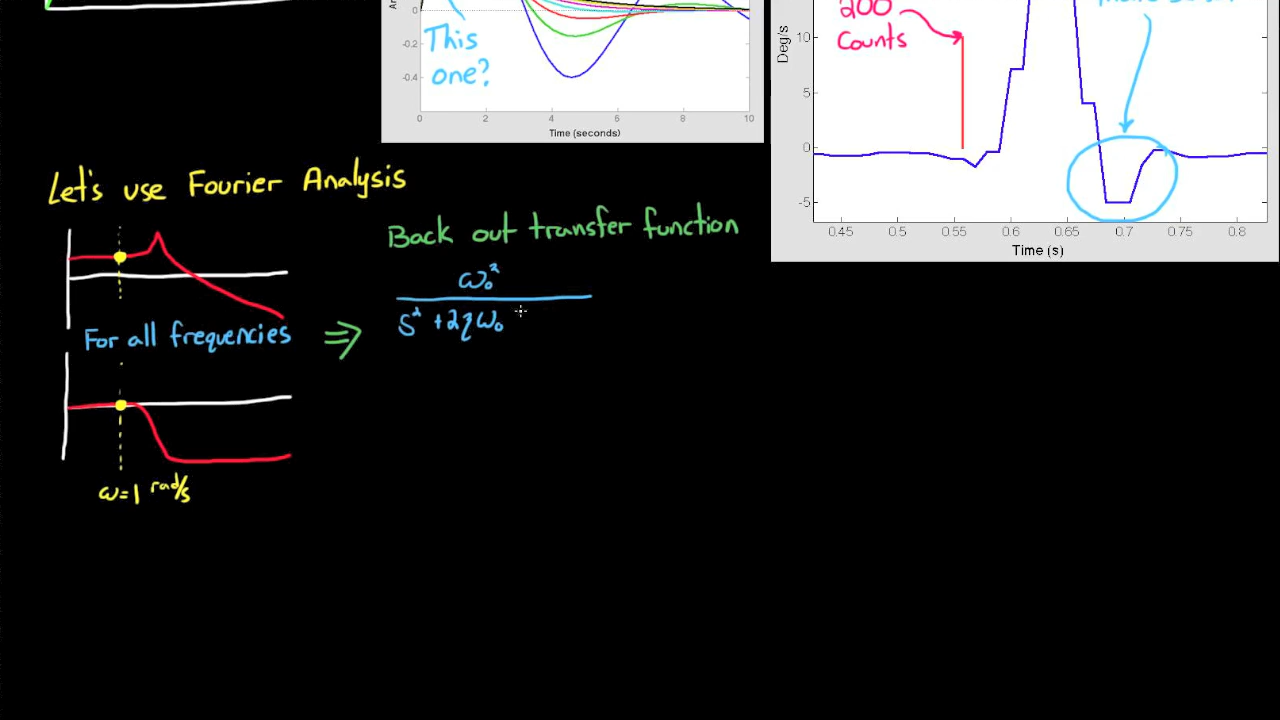 This
one?
0
-0.2
-0.4
0 2 4 6 8 10
Time (seconds)
200
Counts
Deg/s
10
5
0
-5
0.45 0.5 0.55 0.6 0.65 0.7 0.75 0.8
Time (s)
Let's use Fourier Analysis
For all frequencies ⇒
ω=1 rad/s
Back out transfer function
ω₀²
s² + 2ζω₀